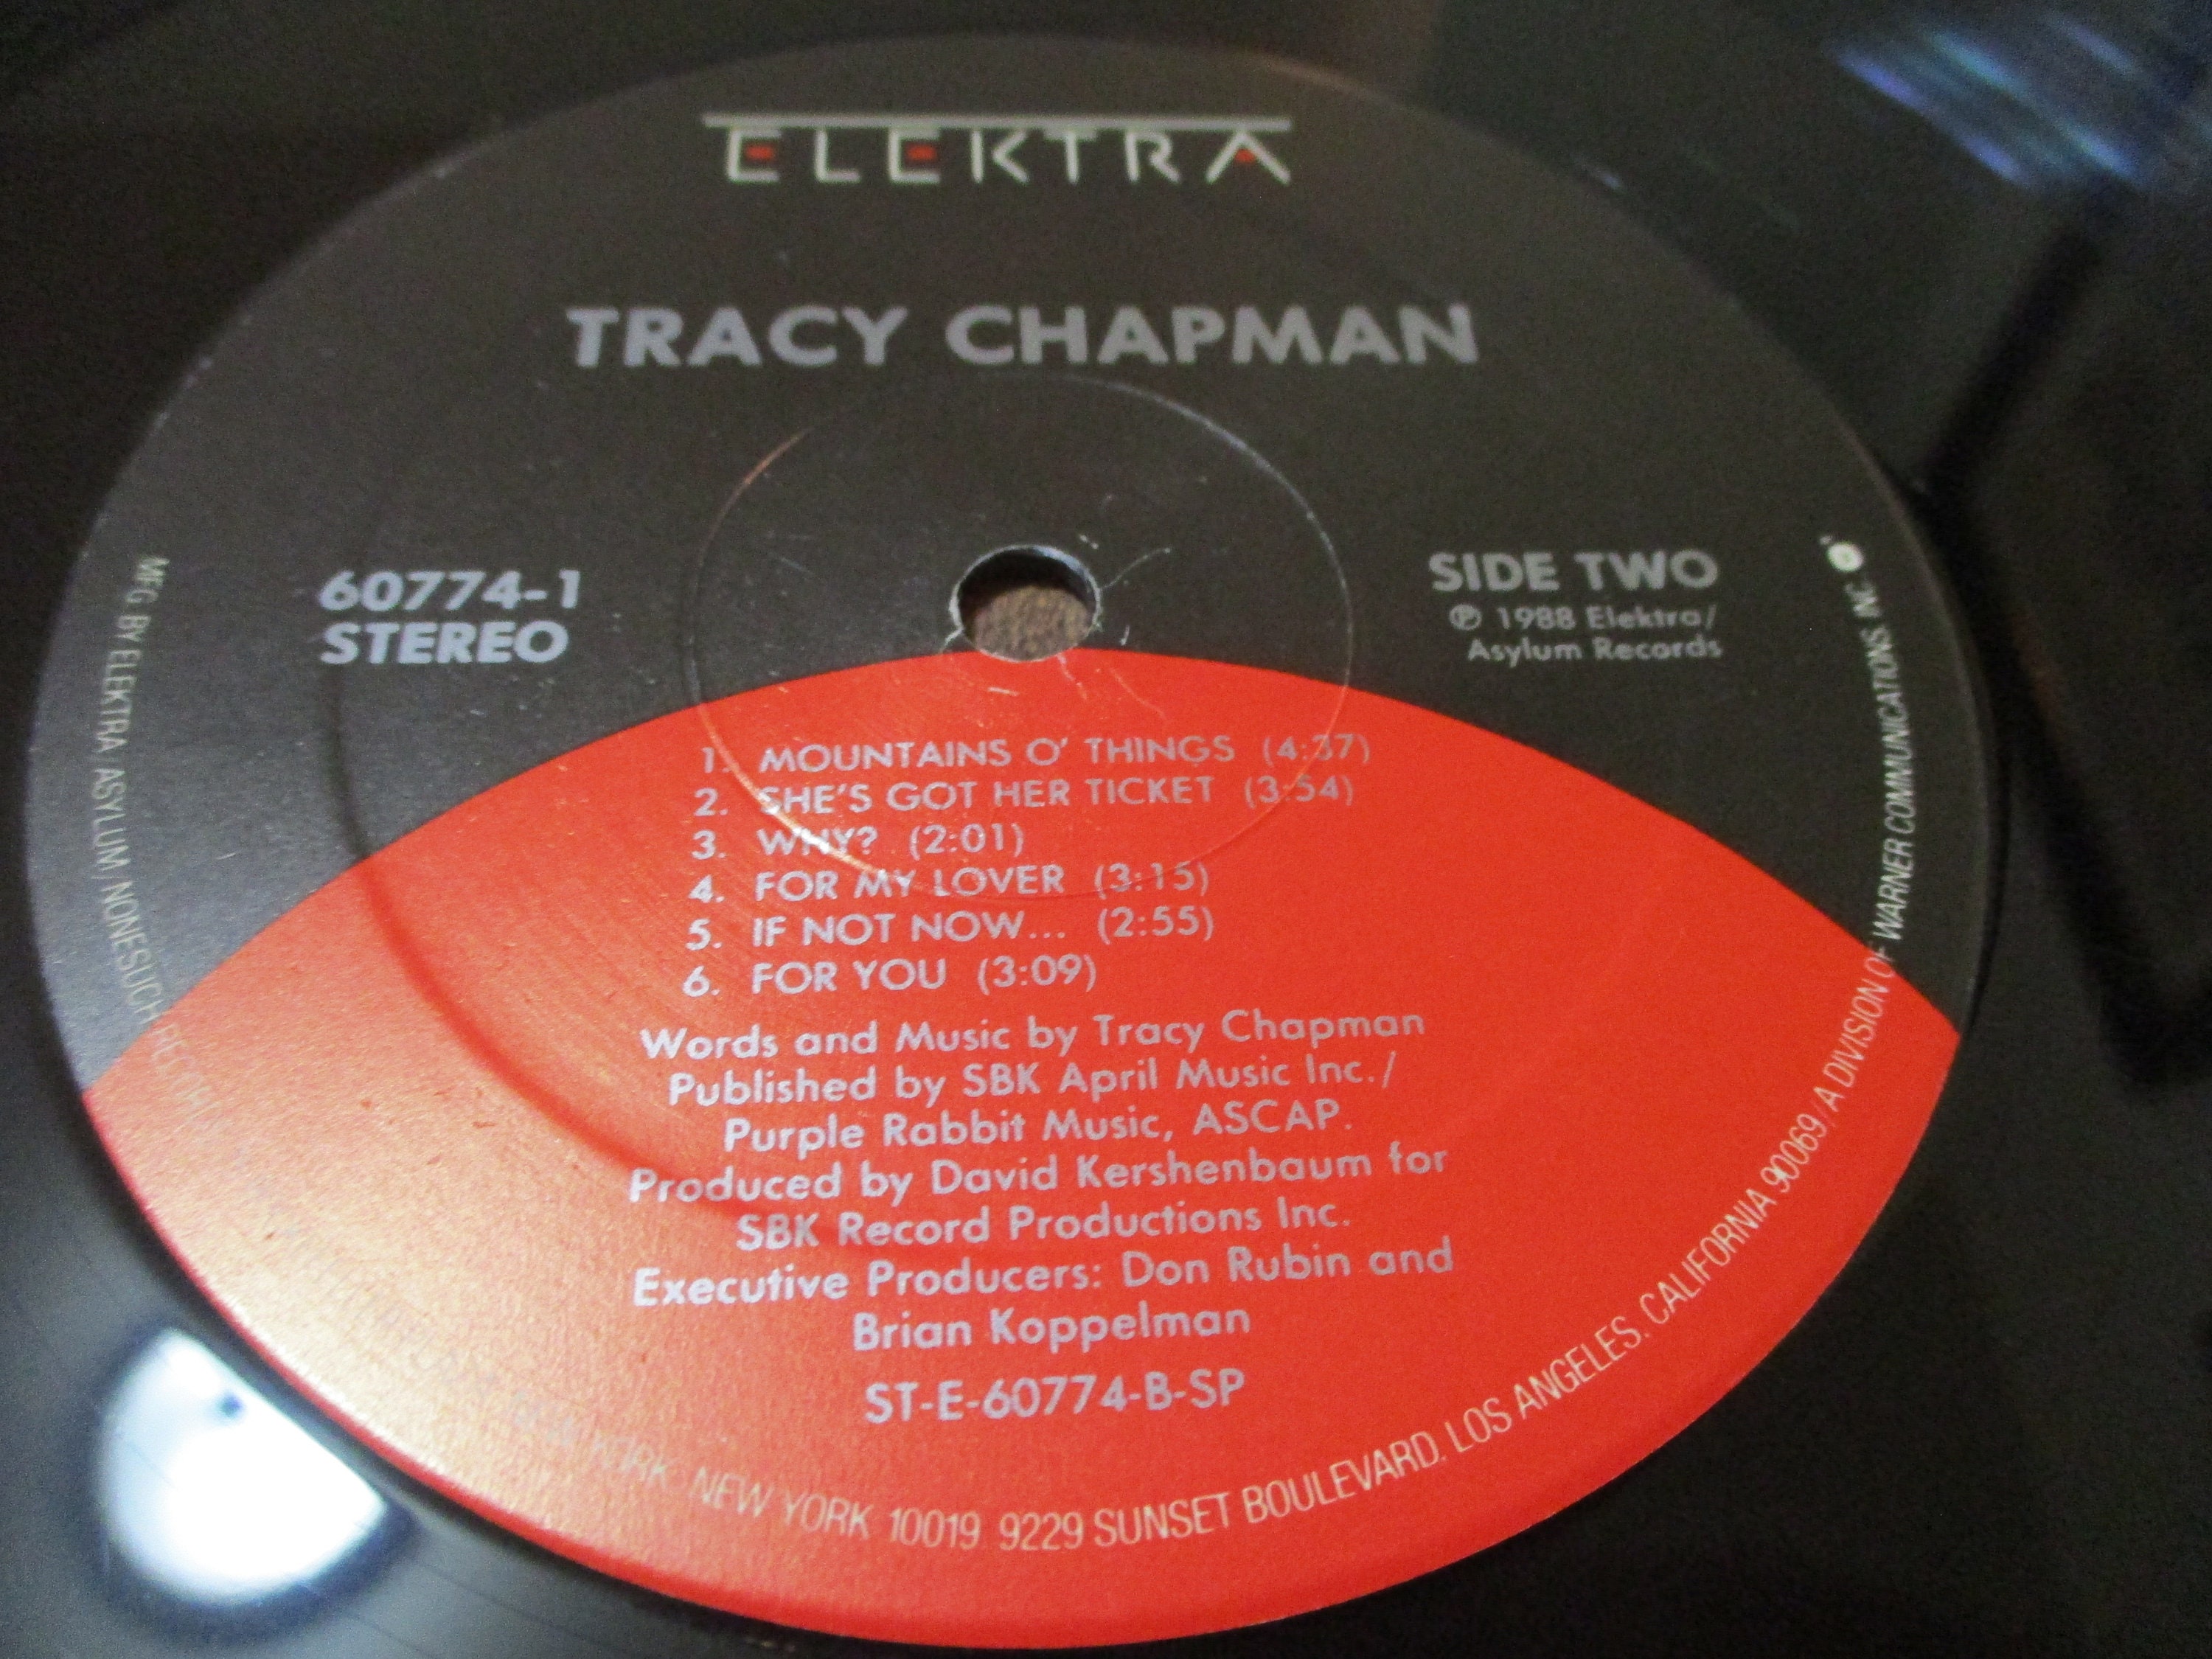 ELEKTRA
TRACY CHAPMAN
60774-1
STEREO
SIDE TWO
℗ 1988 Elektra/
Asylum Records
1. MOUNTAINS O' THINGS (4:37)
2. SHE'S GOT HER TICKET (3:54)
3. WHY? (2:01)
4. FOR MY LOVER (3:15)
5. IF NOT NOW... (2:55)
6. FOR YOU (3:09)
Words and Music by Tracy Chapman
Published by SBK April Music Inc./
Purple Rabbit Music, ASCAP.
Produced by David Kershenbaum for
SBK Record Productions Inc.
Executive Producers: Don Rubin and
Brian Koppelman
ST-E-60774-B-SP
MFG. BY ELEKTRA/ASYLUM/NONESUCH YORK, NEW YORK 10019 9229 SUNSET BOULEVARD, LOS ANGELES, CALIFORNIA 90069/A DIVISION OF WARNER COMMUNICATIONS, INC.